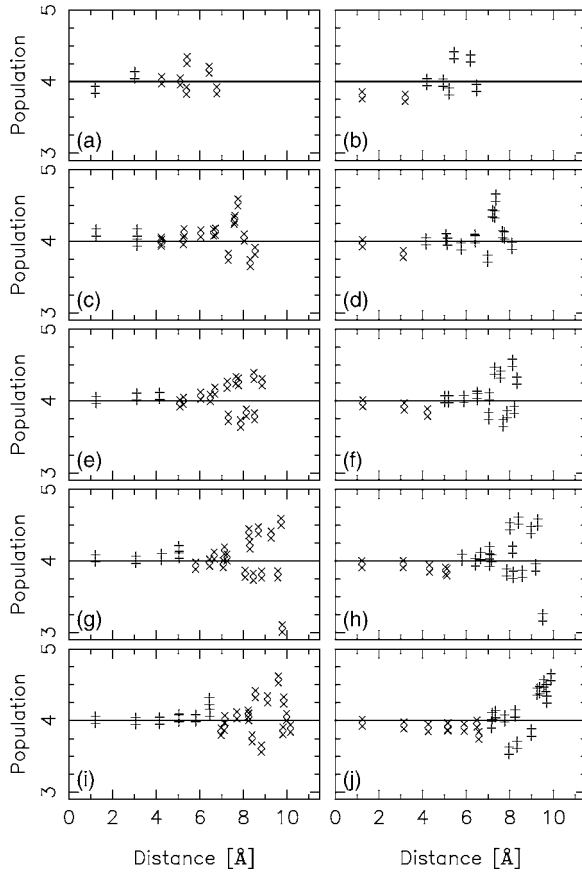 5
4
3
Population
(a)
(b)
5
4
3
Population
(c)
(d)
5
4
3
Population
(e)
(f)
5
4
3
Population
(g)
(h)
5
4
3
Population
(i)
(j)
0 2 4 6 8 10 0 2 4 6 8 10
Distance [Å] Distance [Å]